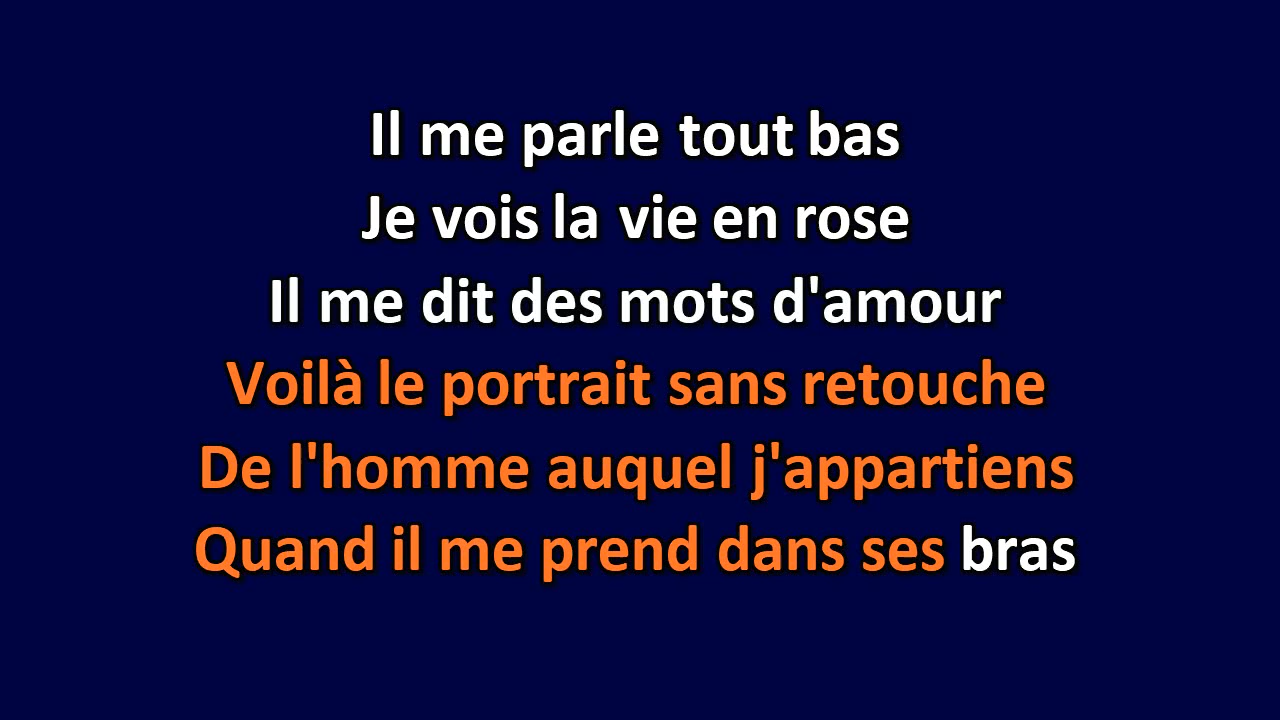 Il me parle tout bas
Je vois la vie en rose
Il me dit des mots d'amour
Voilà le portrait sans retouche
De l'homme auquel j'appartiens
Quand il me prend dans ses bras